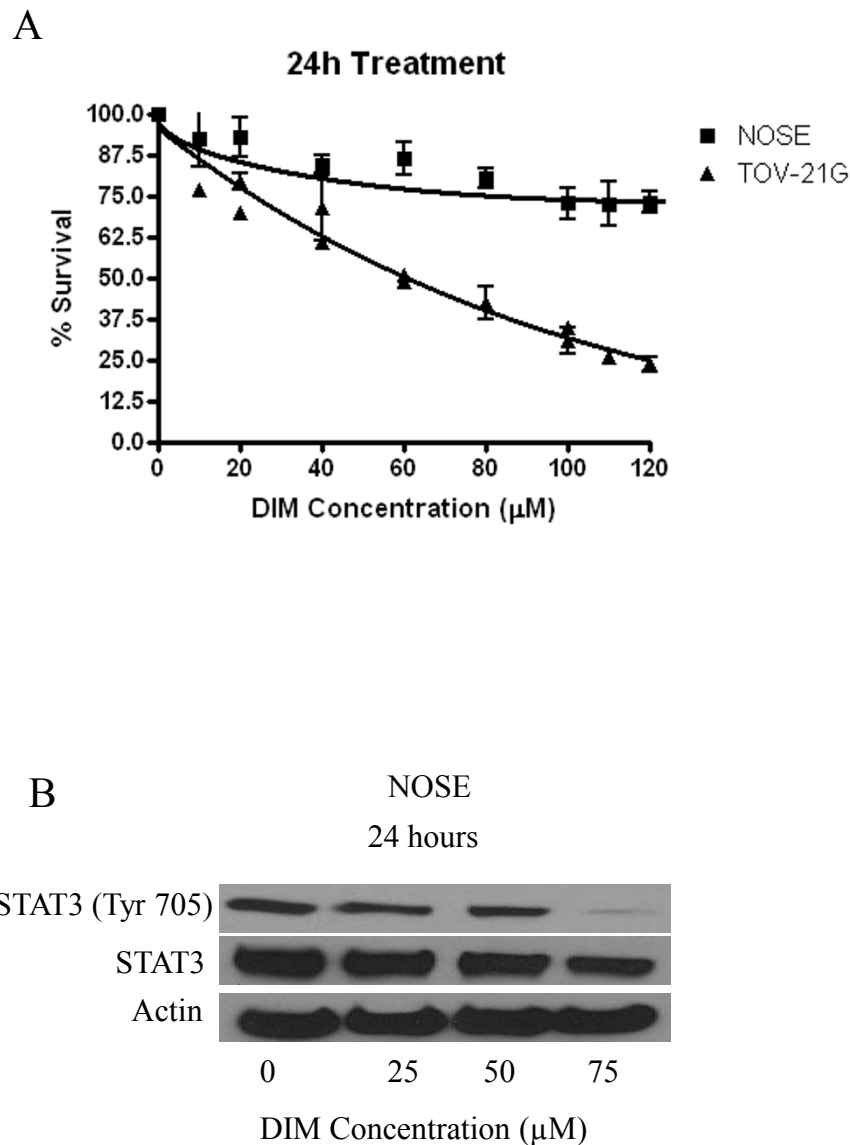 A
24h Treatment
100.0
87.5
75.0
62.5
50.0
37.5
25.0
12.5
0.0
% Survival
0 20 40 60 80 100 120
DIM Concentration (µM)
NOSE
TOV-21G
B
NOSE
24 hours
STAT3 (Tyr 705)
STAT3
Actin
0 25 50 75
DIM Concentration (µM)